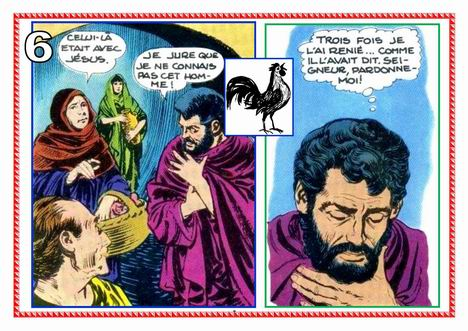 6
CELUI-LÀ
ETAIT AVEC
JÉSUS.
JE JURE QUE
JE NE CONNAIS
PAS CET HOM-
ME!
TROIS FOIS JE
L'AI RENIÉ... COMME
IL L'AVAIT DIT. SEI-
GNEUR, PARDONNE-
MOI!